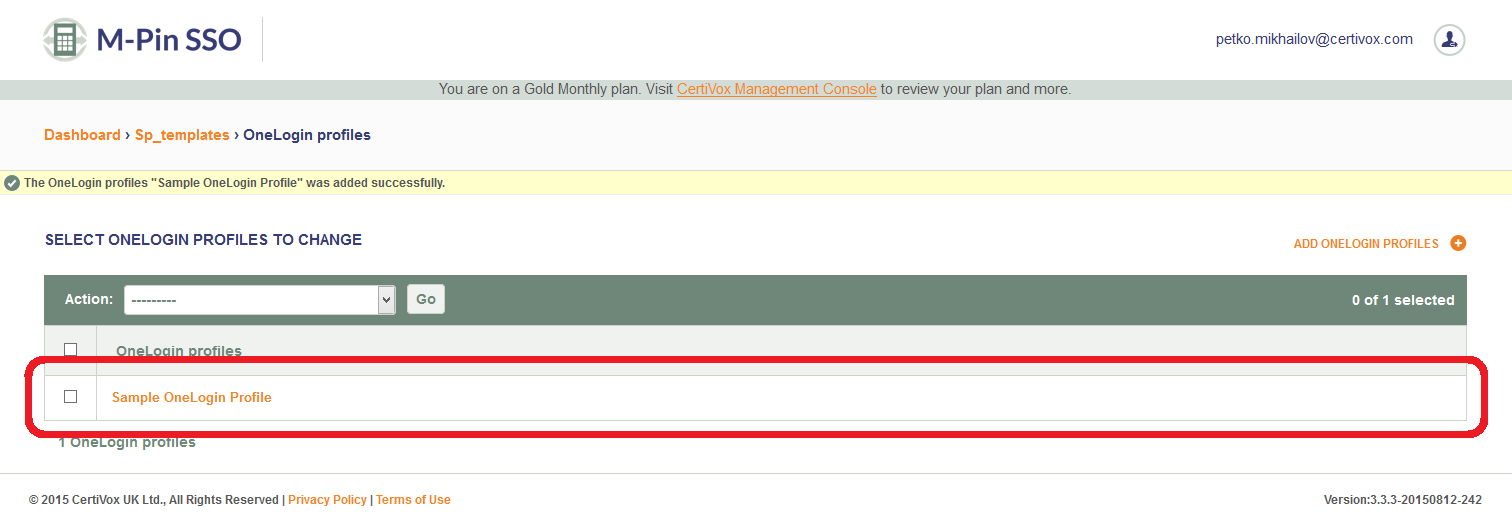 M-Pin SSO
petko.mikhailov@certivox.com
You are on a Gold Monthly plan. Visit CertiVox Management Console to review your plan and more.
Dashboard › Sp_templates › OneLogin profiles
The OneLogin profiles "Sample OneLogin Profile" was added successfully.
SELECT ONELOGIN PROFILES TO CHANGE
ADD ONELOGIN PROFILES
Action: --------- Go 0 of 1 selected
OneLogin profiles
Sample OneLogin Profile
1 OneLogin profiles
© 2015 CertiVox UK Ltd., All Rights Reserved | Privacy Policy | Terms of Use
Version:3.3.3-20150812-242